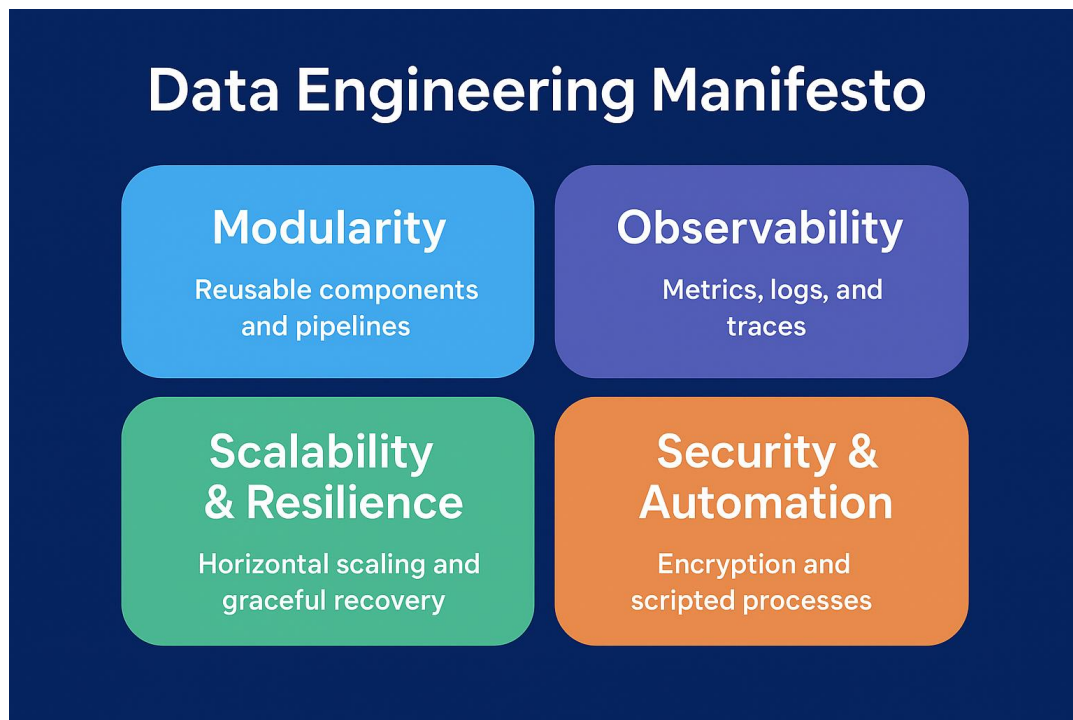 Data Engineering Manifesto
Modularity
Reusable components
and pipelines
Observability
Metrics, logs, and
traces
Scalability
& Resilience
Horizontal scaling and
graceful recovery
Security &
Automation
Encryption and
scripted processes